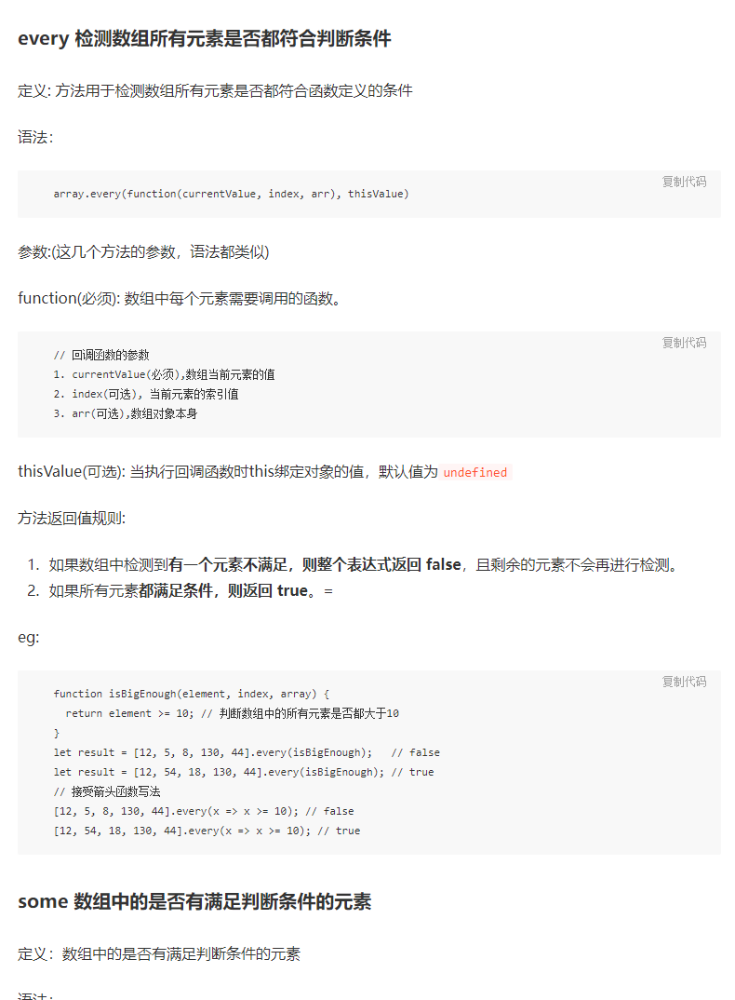 every 检测数组所有元素是否都符合判断条件
定义: 方法用于检测数组所有元素是否都符合函数定义的条件
语法：
复制代码
array.every(function(currentValue, index, arr), thisValue)
参数:(这几个方法的参数，语法都类似)
function(必须): 数组中每个元素需要调用的函数。
复制代码
// 回调函数的参数
1. currentValue(必须),数组当前元素的值
2. index(可选), 当前元素的索引值
3. arr(可选),数组对象本身
thisValue(可选): 当执行回调函数时this绑定对象的值，默认值为 undefined
方法返回值规则:
1. 如果数组中检测到有一个元素不满足，则整个表达式返回 false，且剩余的元素不会再进行检测。
2. 如果所有元素都满足条件，则返回 true。=
eg:
复制代码
function isBigEnough(element, index, array) {
  return element >= 10; // 判断数组中的所有元素是否都大于10
}
let result = [12, 5, 8, 130, 44].every(isBigEnough);   // false
let result = [12, 54, 18, 130, 44].every(isBigEnough); // true
// 接受箭头函数写法
[12, 5, 8, 130, 44].every(x => x >= 10); // false
[12, 54, 18, 130, 44].every(x => x >= 10); // true
some 数组中的是否有满足判断条件的元素
定义：数组中的是否有满足判断条件的元素
语法：